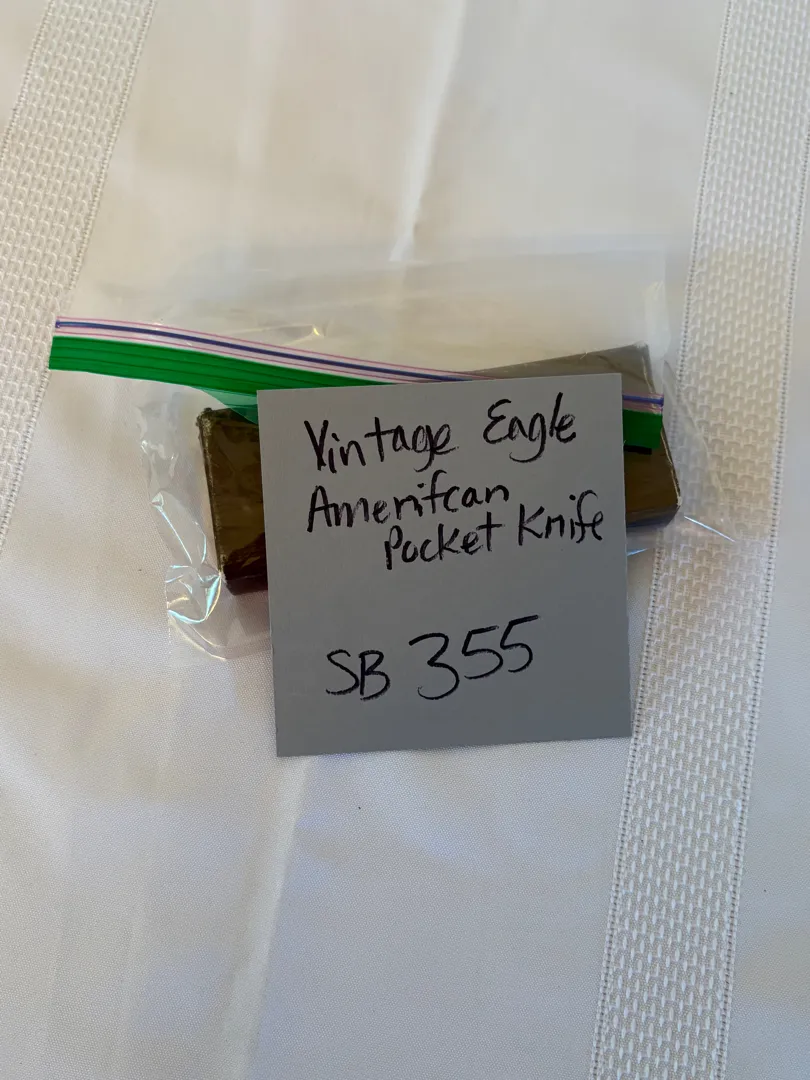 Vintage Eagle
Amerifcan
Pocket Knife
SB 355